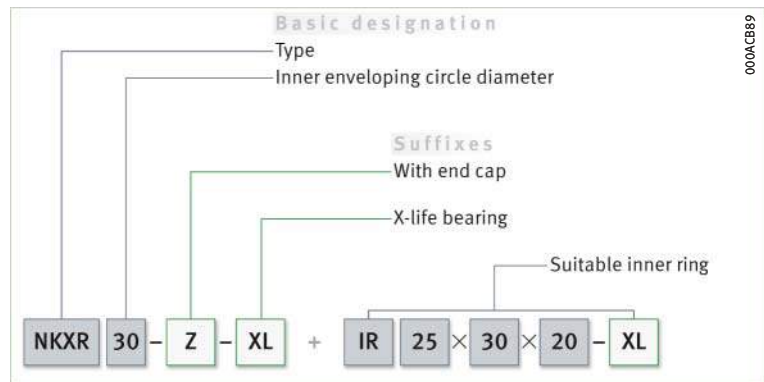 Basic designation
Type
Inner enveloping circle diameter
Suffixes
With end cap
X-life bearing
Suitable inner ring
NKXR 30 – Z – XL + IR 25 × 30 × 20 – XL
000ACB89